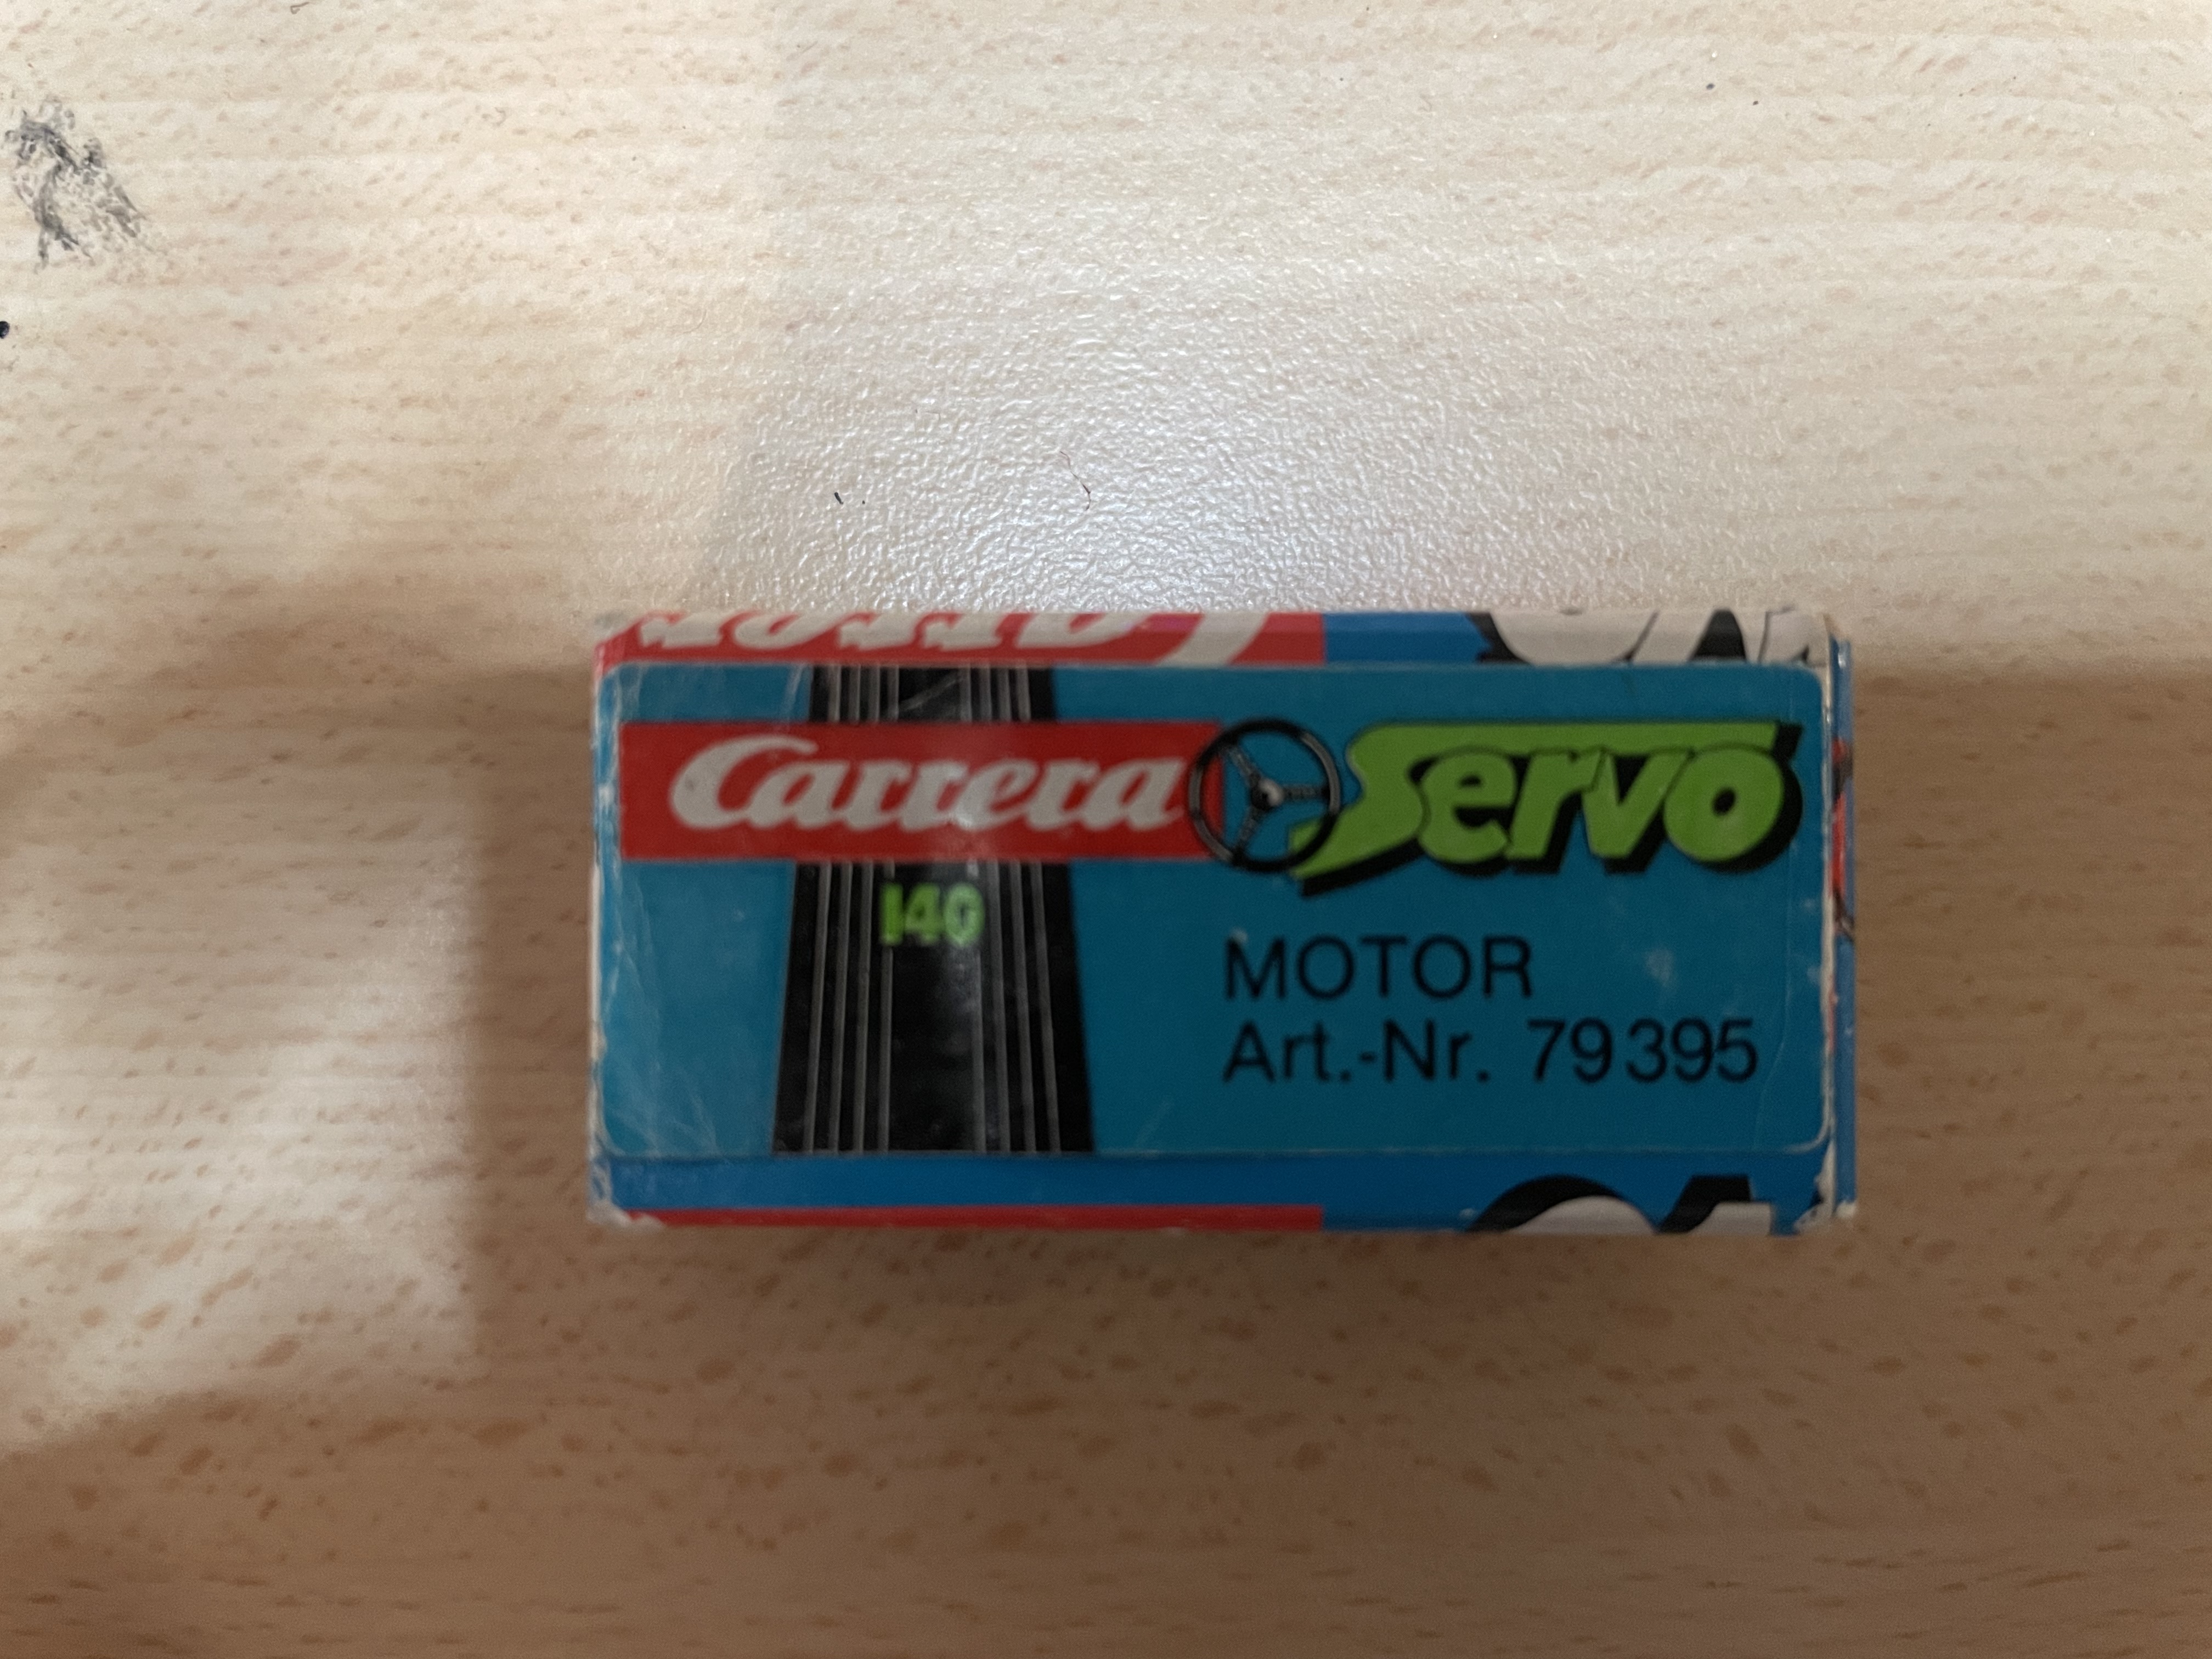 Carrera Servo
140
MOTOR
Art.-Nr. 79395